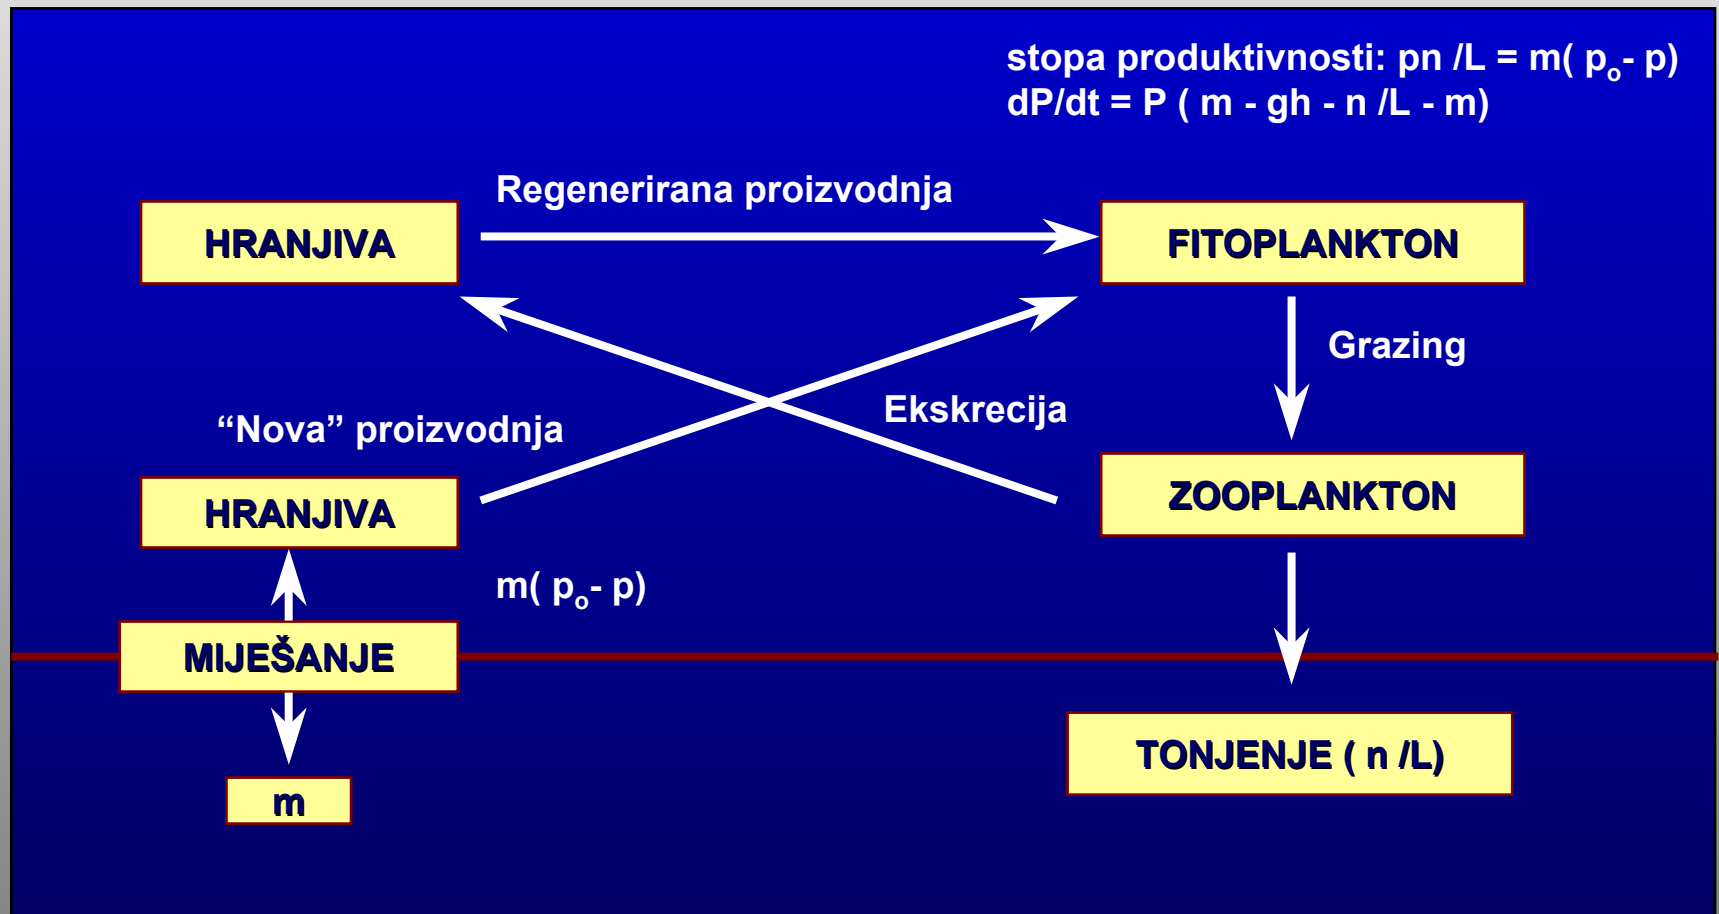 stopa produktivnosti: pn /L = m( pₒ- p)
dP/dt = P ( m - gh - n /L - m)
Regenerirana proizvodnja
HRANJIVA
FITOPLANKTON
Grazing
“Nova” proizvodnja
Ekskrecija
HRANJIVA
ZOOPLANKTON
m( pₒ- p)
MIJEŠANJE
TONJENJE ( n /L)
m